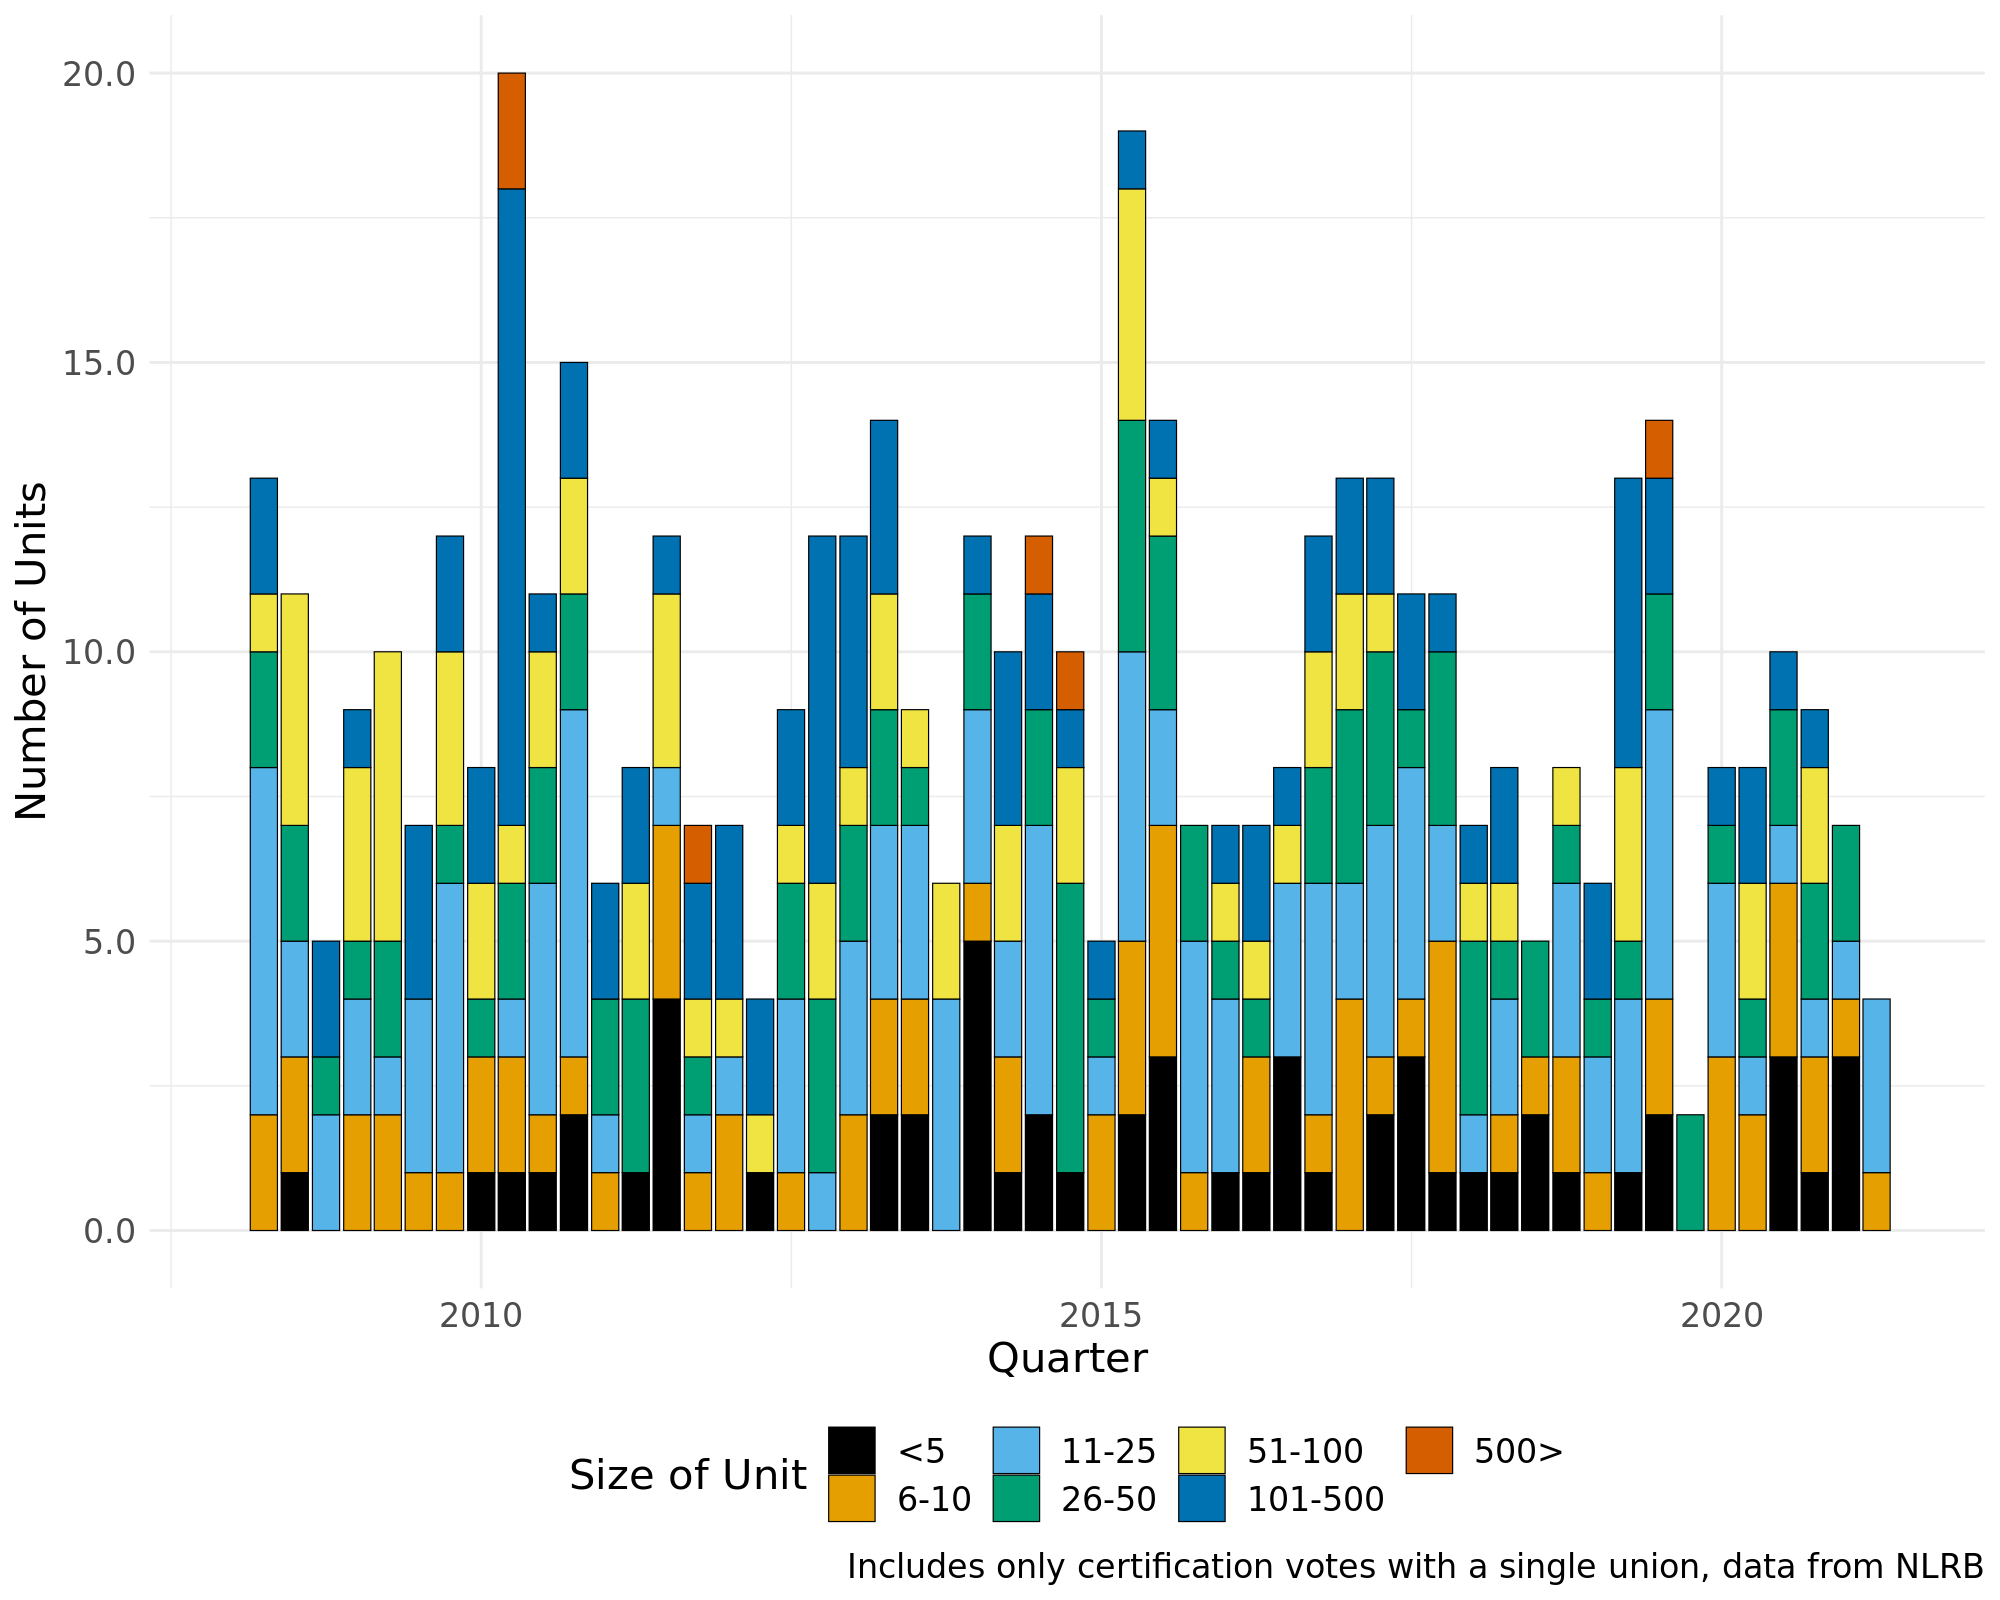 20.0
15.0
10.0
5.0
0.0
Number of Units
2010 2015 2020
Quarter
Size of Unit
<5 11-25 51-100 500>
6-10 26-50 101-500
Includes only certification votes with a single union, data from NLRB